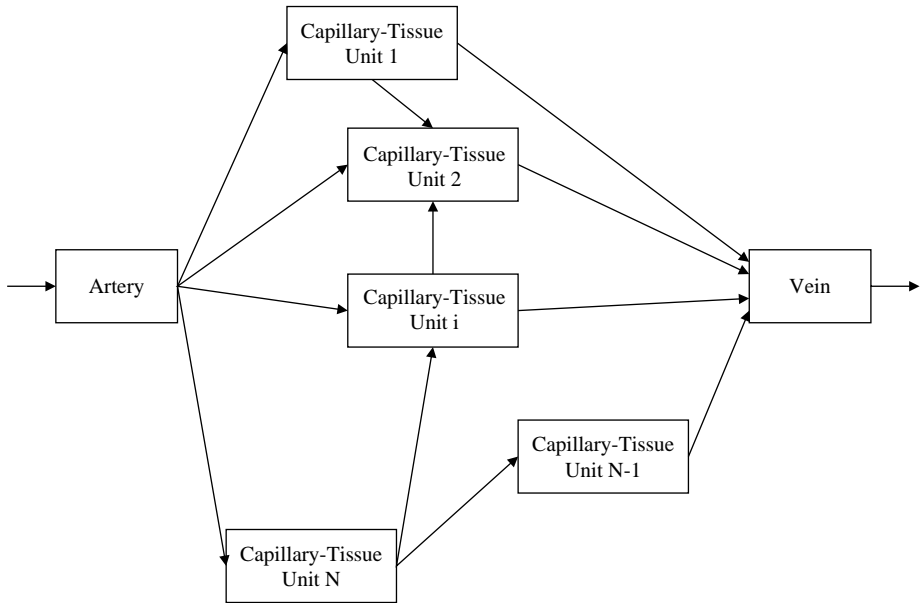 Capillary-Tissue
Unit 1
Capillary-Tissue
Unit 2
Artery
Capillary-Tissue
Unit i
Vein
Capillary-Tissue
Unit N-1
Capillary-Tissue
Unit N